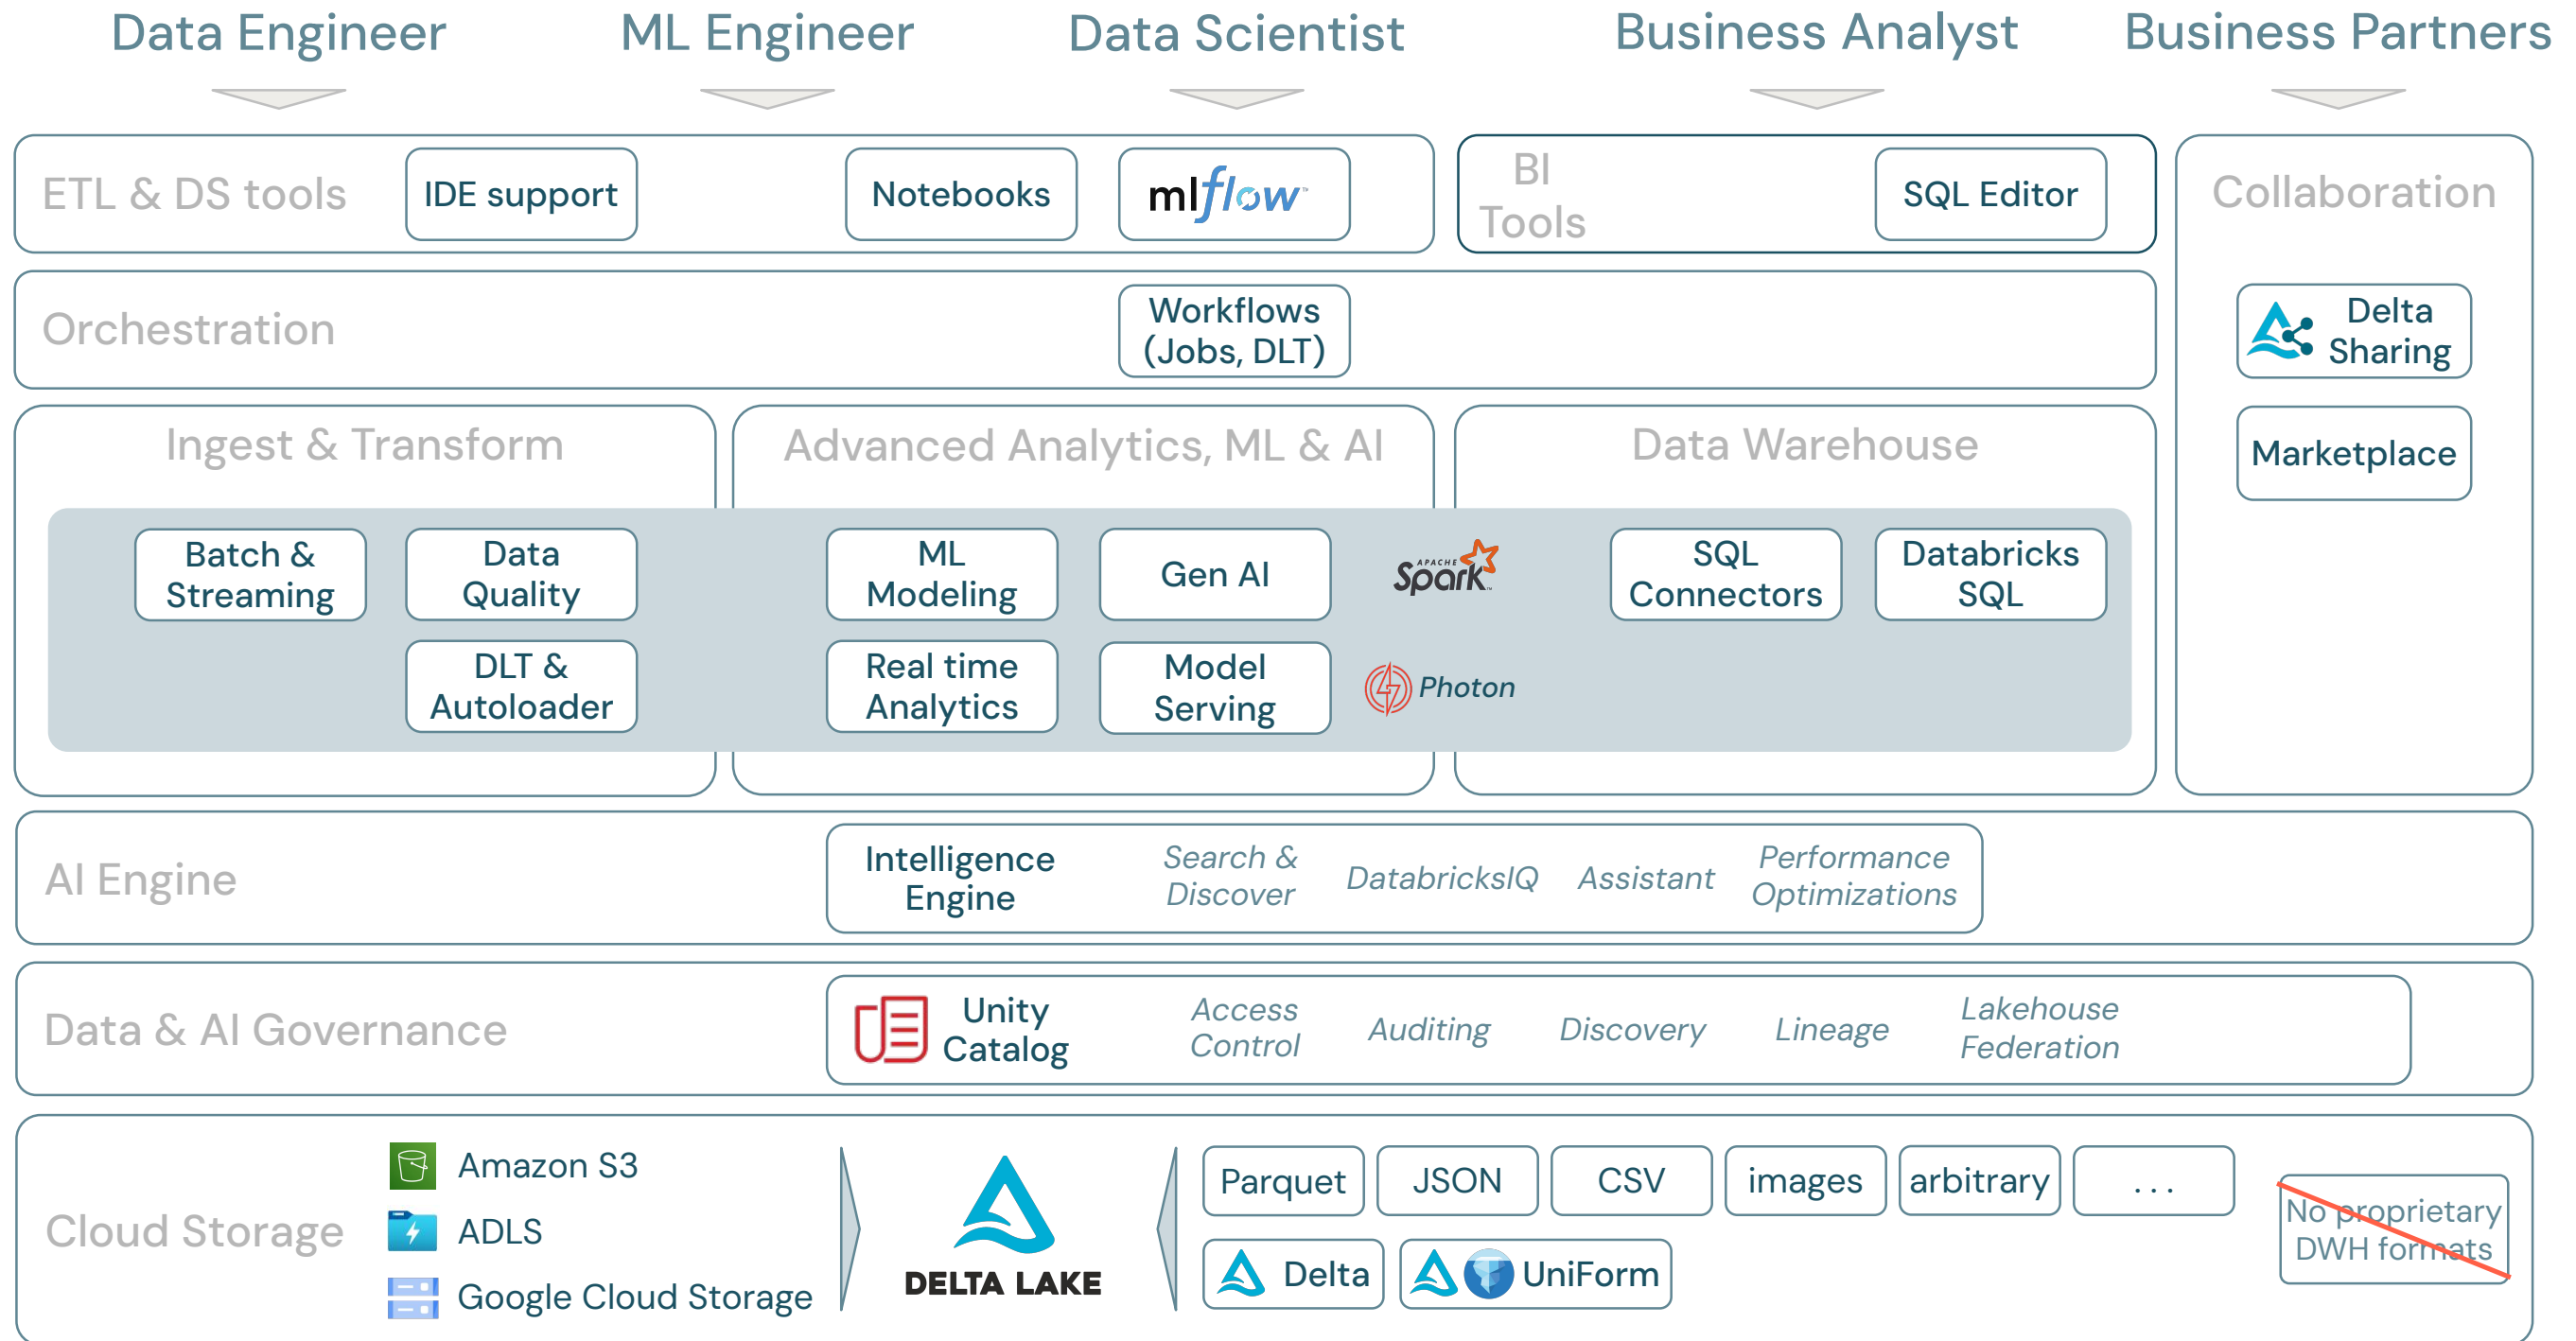 Data Engineer
ML Engineer
Data Scientist
Business Analyst
Business Partners
ETL & DS tools
IDE support
Notebooks
mlflow™
BI
Tools
SQL Editor
Collaboration
Orchestration
Workflows
(Jobs, DLT)
Delta
Sharing
Marketplace
Ingest & Transform
Advanced Analytics, ML & AI
Data Warehouse
Batch &
Streaming
Data
Quality
DLT &
Autoloader
ML
Modeling
Gen AI
Real time
Analytics
Model
Serving
APACHE
Spark™
Photon
SQL
Connectors
Databricks
SQL
AI Engine
Intelligence
Engine
Search &
Discover
DatabricksIQ
Assistant
Performance
Optimizations
Data & AI Governance
Unity
Catalog
Access
Control
Auditing
Discovery
Lineage
Lakehouse
Federation
Cloud Storage
Amazon S3
ADLS
Google Cloud Storage
DELTA LAKE
Parquet
JSON
CSV
images
arbitrary
...
Delta
UniForm
No proprietary
DWH formats